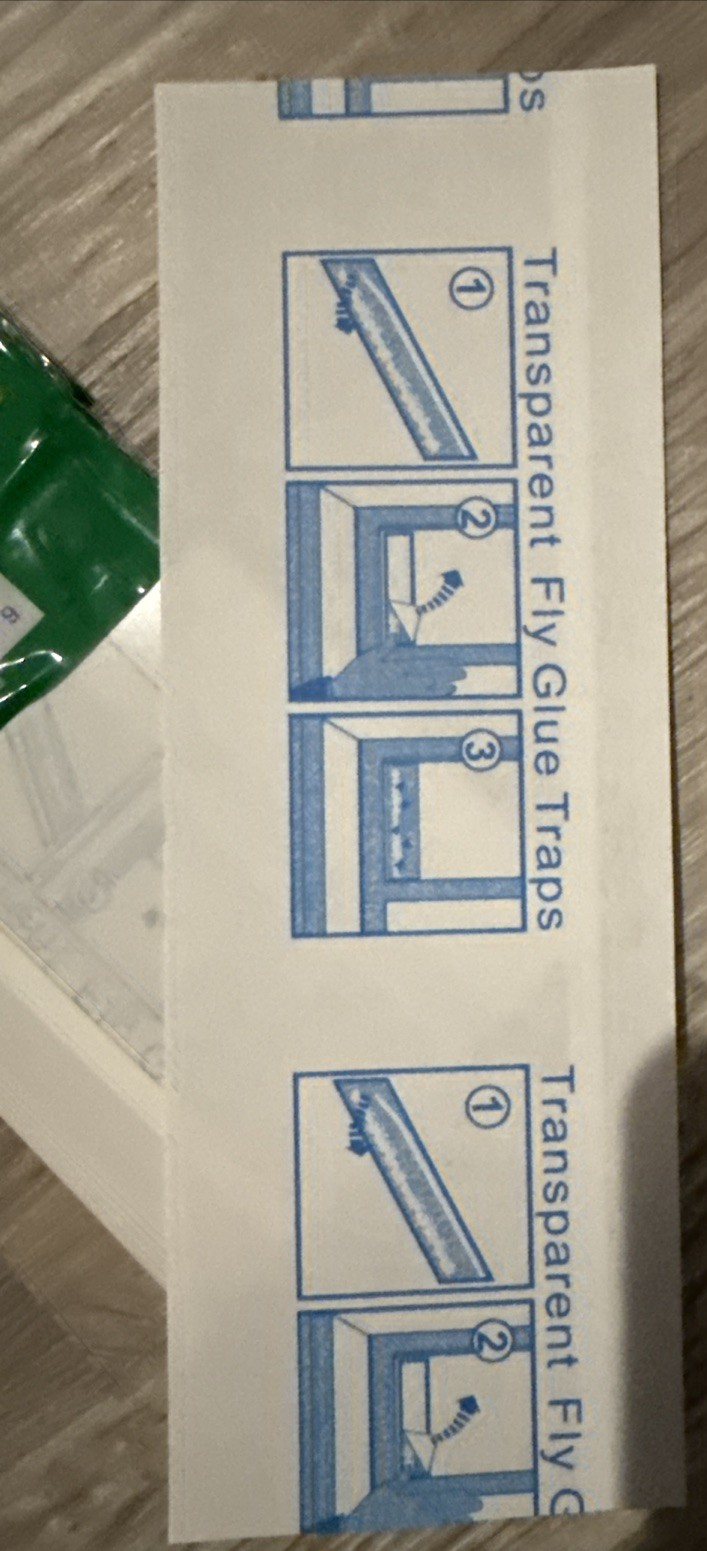 Transparent Fly Glue Traps
①
②
③
Transparent Fly
①
②